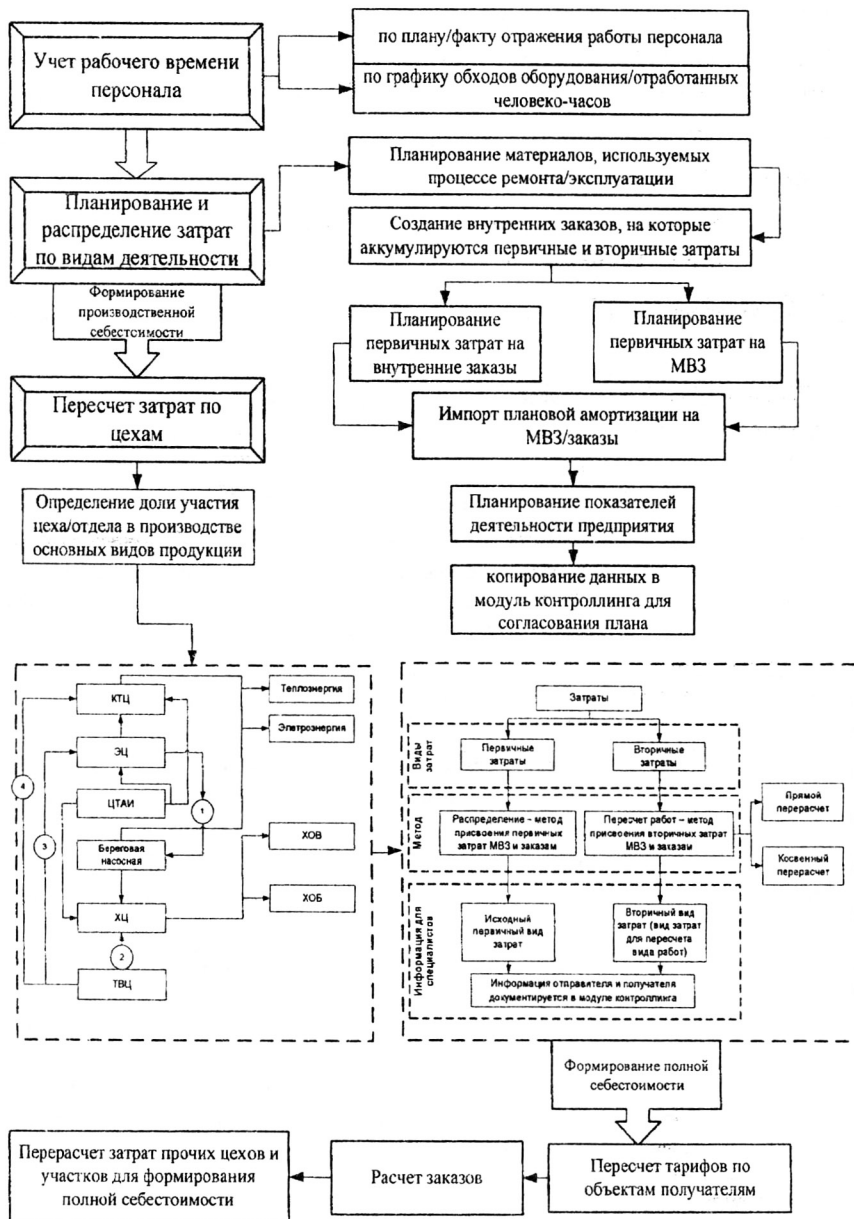 Учет рабочего времени
персонала
по плану/факту отражения работы персонала
по графику обходов оборудования/отработанных
человеко-часов
Планирование и
распределение затрат
по видам деятельности
Планирование материалов, используемых
процессе ремонта/эксплуатации
Создание внутренних заказов, на которые
аккумулируются первичные и вторичные затраты
Формирование
производственной
себестсимости
Планирование
первичных затрат на
внутренние заказы
Планирование
первичных затрат на
МВЗ
Пересчет затрат по
цехам
Импорт плановой амортизации на
МВЗ/заказы
Определение доли участия
цеха/отдела в производстве
основных видов продукции
Планирование показателей
деятельности предприятия
копирование данных в
модуль контроллинга для
согласования плана
КТЦ
Теплоэнергия
Элетроэнергия
ЭЦ
4
ЦТАИ
1
3
Береговая
насосная
ХОВ
ХЦ
ХОБ
2
ТВЦ
Затраты
Виды
затрат
Первичные
затраты
Вторичные
затраты
Метод
Распределение – метод
присвоения первичных
затрат МВЗ и заказам
Пересчет работ – метод
присвоения вторичных затрат
МВЗ и заказам
Прямой
перерасчет
Косвенный
перерасчет
Информация для
специалистов
Исходный
первичный вид
затрат
Вторичный вид
затрат (вид затрат
для пересчета
вида работ)
Информация отправителя и получателя
документируется в модуле контроллинга
Формирование полной
себестоимости
Перерасчет затрат прочих цехов и
участков для формирования
полной себестоимости
Расчет заказов
Пересчет тарифов по
объектам получателям